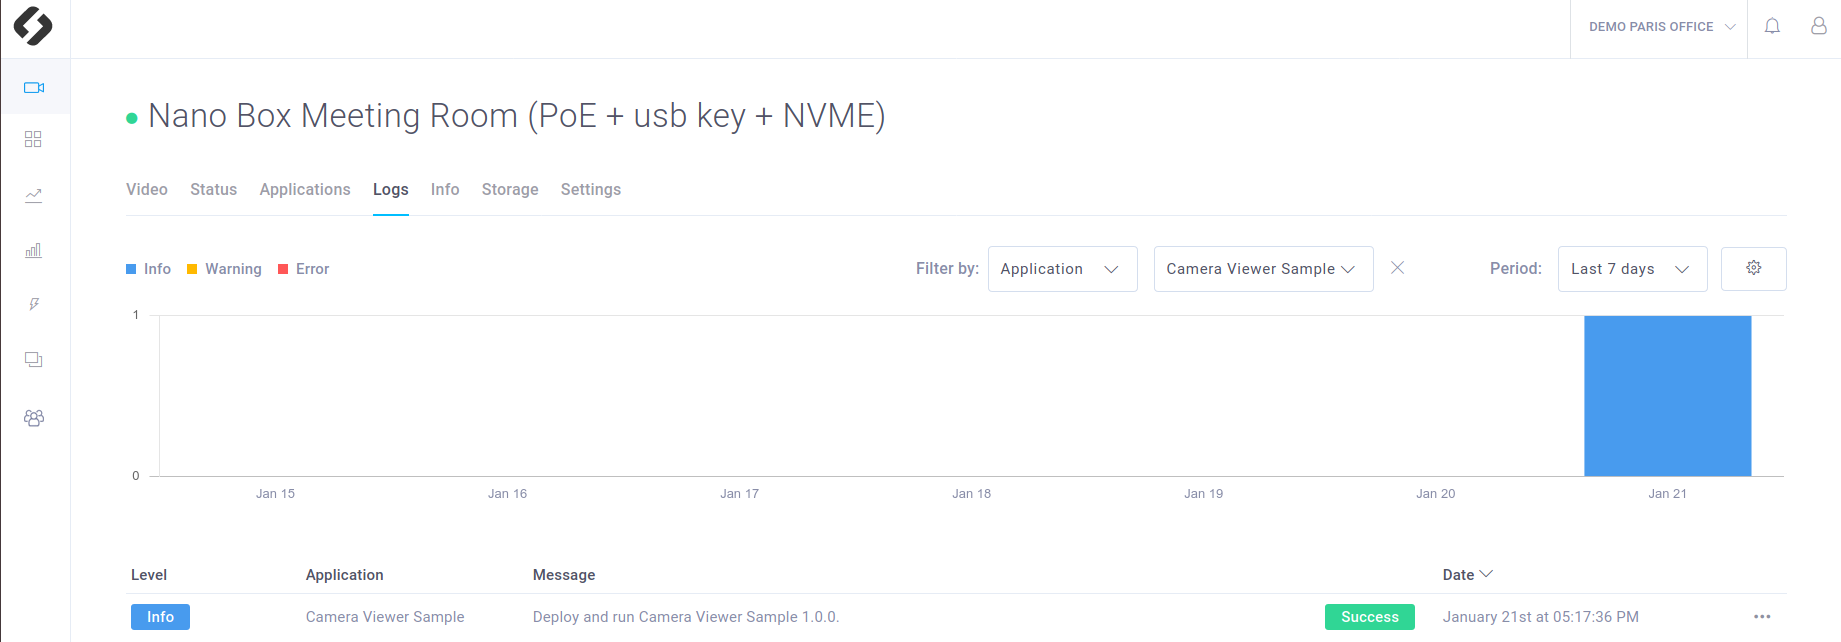 DEMO PARIS OFFICE
Nano Box Meeting Room (PoE + usb key + NVME)
Video Status Applications Logs Info Storage Settings
Info Warning Error Filter by: Application Camera Viewer Sample Period: Last 7 days
1
0
Jan 15 Jan 16 Jan 17 Jan 18 Jan 19 Jan 20 Jan 21
Level Application Message Date
Info Camera Viewer Sample Deploy and run Camera Viewer Sample 1.0.0. Success January 21st at 05:17:36 PM